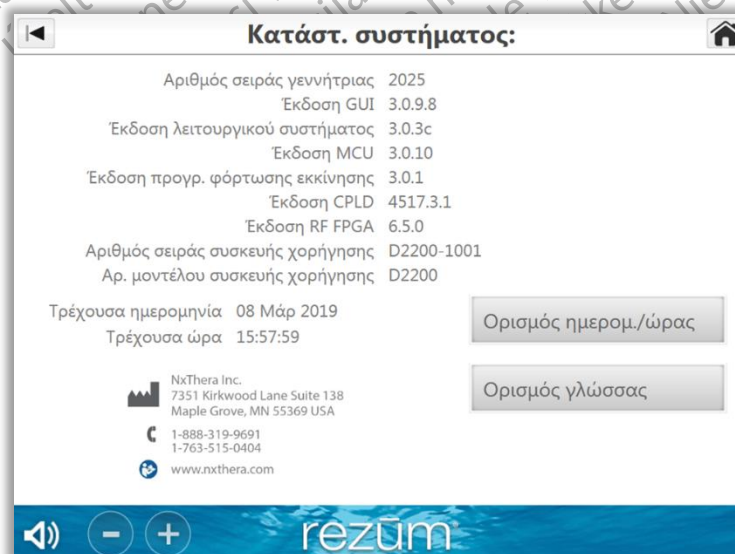 Κατάστ. συστήματος:
Αριθμός σειράς γεννήτριας 2025
Έκδοση GUI 3.0.9.8
Έκδοση λειτουργικού συστήματος 3.0.3c
Έκδοση MCU 3.0.10
Έκδοση προγρ. φόρτωσης εκκίνησης 3.0.1
Έκδοση CPLD 4517.3.1
Έκδοση RF FPGA 6.5.0
Αριθμός σειράς συσκευής χορήγησης D2200-1001
Αρ. μοντέλου συσκευής χορήγησης D2200
Τρέχουσα ημερομηνία 08 Μάρ 2019
Τρέχουσα ώρα 15:57:59
Ορισμός ημερομ./ώρας
Ορισμός γλώσσας
NxThera Inc.
7351 Kirkwood Lane Suite 138
Maple Grove, MN 55369 USA
1-888-319-9691
1-763-515-0404
www.nxthera.com
rezūm